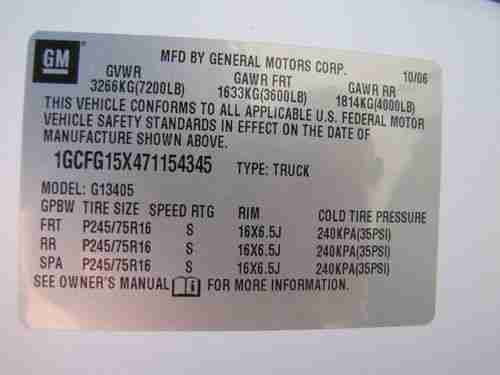 GM
MFD BY GENERAL MOTORS CORP. 10/06
GVWR GAWR FRT GAWR RR
3266KG(7200LB) 1633KG(3600LB) 1814KG(4000LB)
THIS VEHICLE CONFORMS TO ALL APPLICABLE U.S. FEDERAL MOTOR
VEHICLE SAFETY STANDARDS IN EFFECT ON THE DATE OF
MANUFACTURE SHOWN ABOVE.
1GCFG15X471154345 TYPE: TRUCK
MODEL: G13405
GPBW TIRE SIZE SPEED RTG RIM COLD TIRE PRESSURE
FRT P245/75R16 S 16X6.5J 240KPA(35PSI)
RR P245/75R16 S 16X6.5J 240KPA(35PSI)
SPA P245/75R16 S 16X6.5J 240KPA(35PSI)
SEE OWNER'S MANUAL FOR MORE INFORMATION.